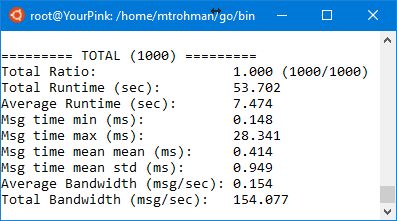 root@YourPink: /home/mtrohman/go/bin
========= TOTAL (1000) =========
Total Ratio:                 1.000 (1000/1000)
Total Runtime (sec):         53.702
Average Runtime (sec):       7.474
Msg time min (ms):           0.148
Msg time max (ms):           28.341
Msg time mean mean (ms):     0.414
Msg time mean std (ms):      0.949
Average Bandwidth (msg/sec): 0.154
Total Bandwidth (msg/sec):   154.077